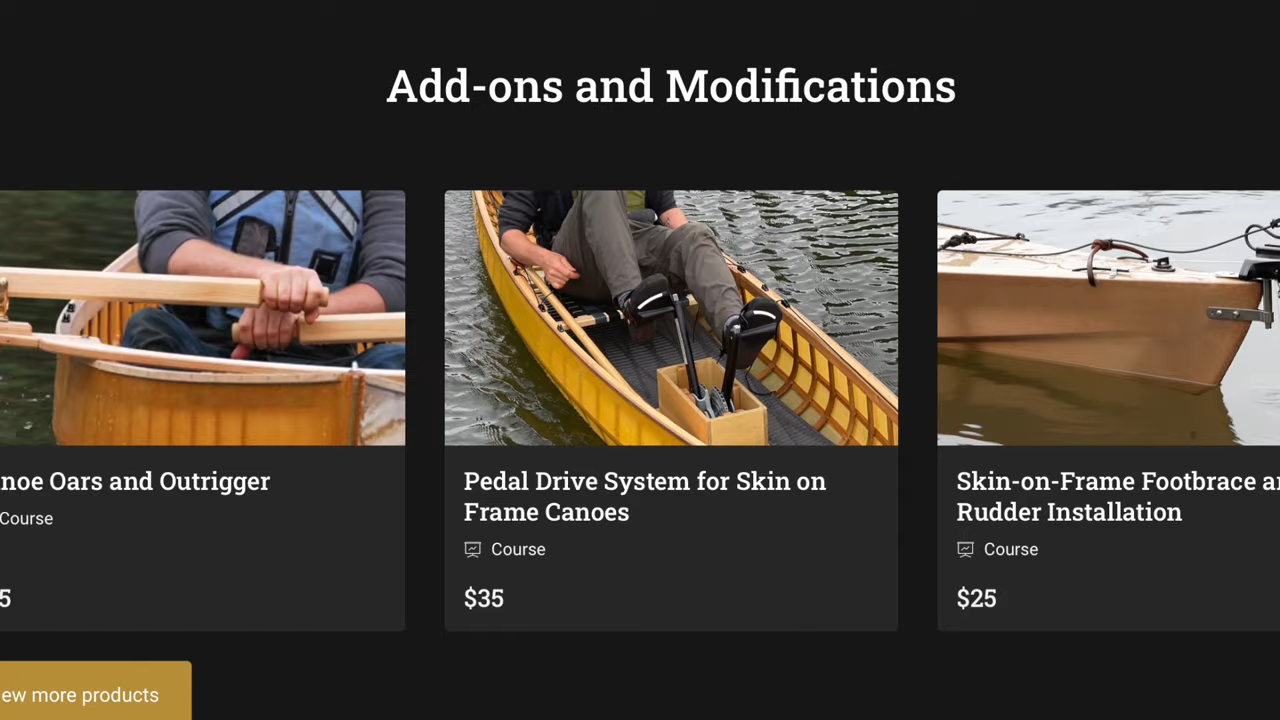 Add-ons and Modifications
noe Oars and Outrigger
Course
5
Pedal Drive System for Skin on
Frame Canoes
Course
$35
Skin-on-Frame Footbrace a
Rudder Installation
Course
$25
ew more products